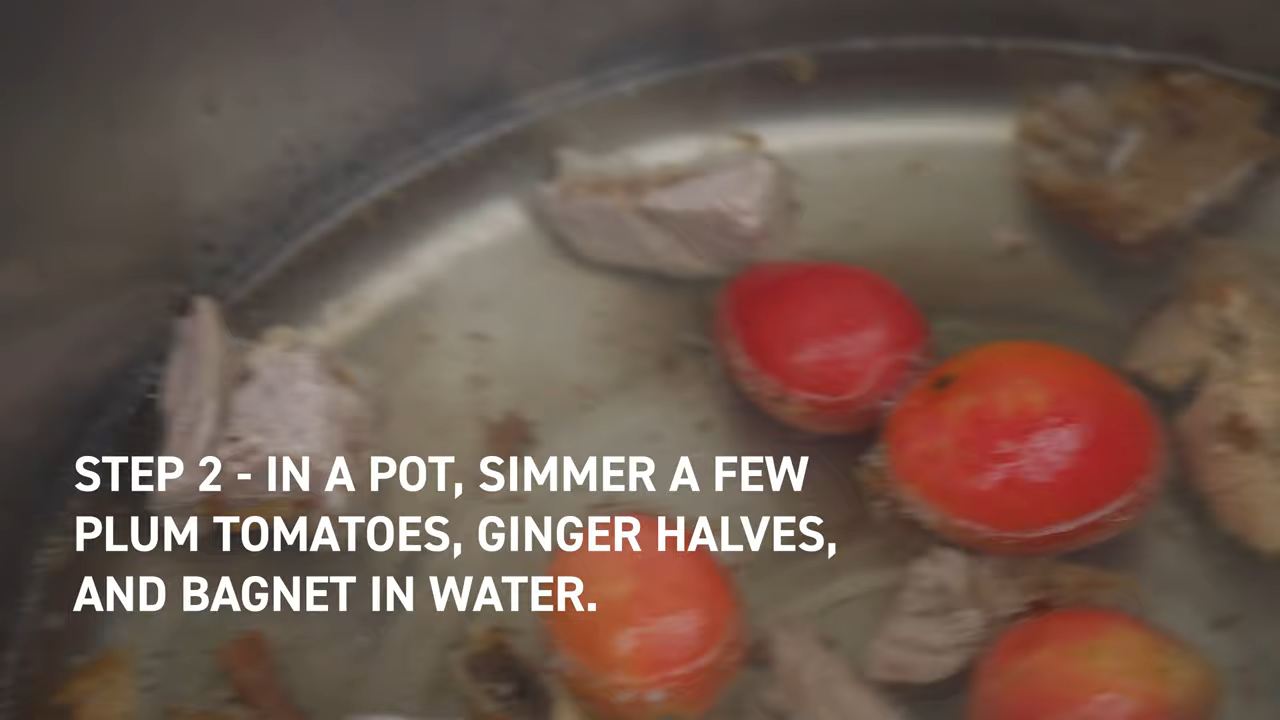 STEP 2 - IN A POT, SIMMER A FEW
PLUM TOMATOES, GINGER HALVES,
AND BAGNET IN WATER.